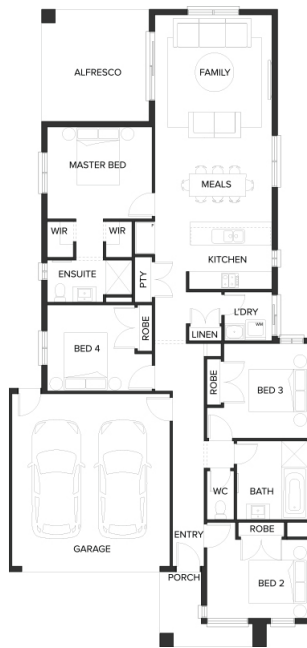 ALFRESCO
FAMILY
MASTER BED
MEALS
WIR
WIR
KITCHEN
ENSUITE
PTY
L'DRY
WM
LINEN
ROBE
BED 4
ROBE
BED 3
WC
BATH
ENTRY
ROBE
GARAGE
PORCH
BED 2